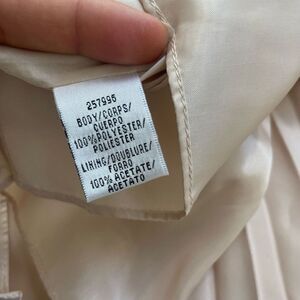 257995
BODY/CORPS/
CUERPO
100%POLYESTER/
POLIESTER
LINING/DOUBLURE/
FORRO
100% ACETATE/
ACETATO